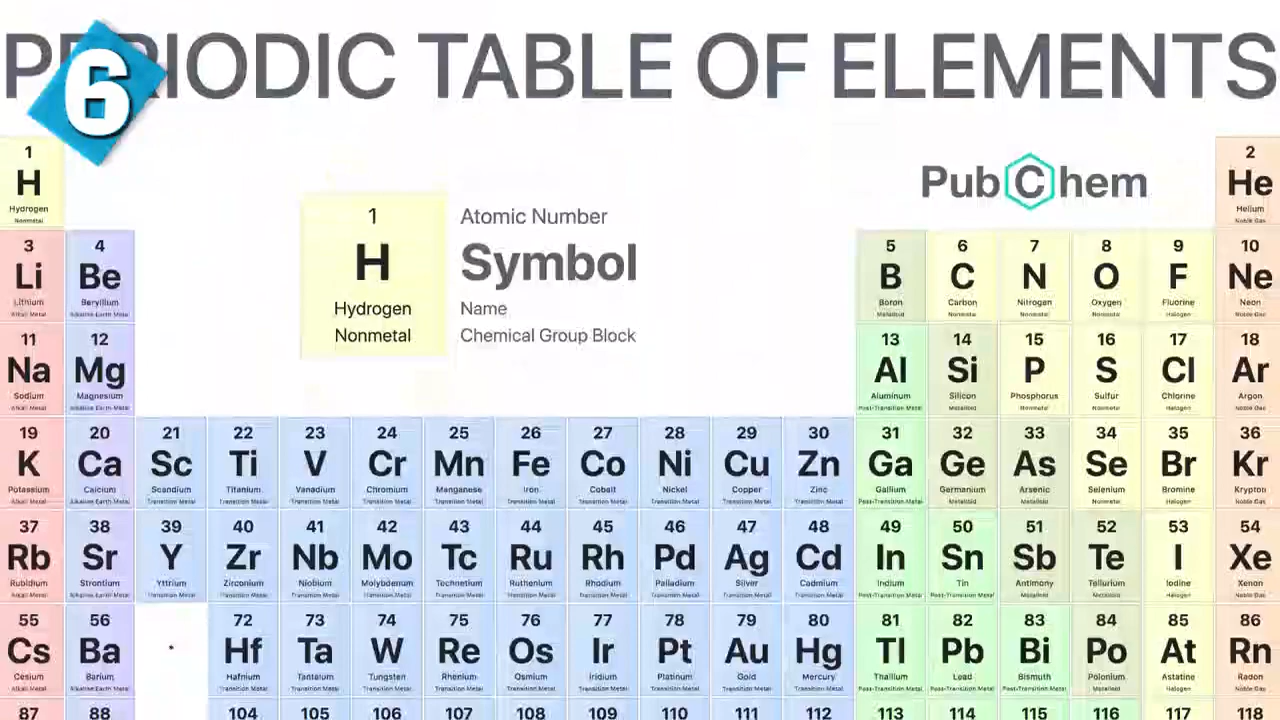 PERIODIC TABLE OF ELEMENTS
6
PubChem
1 Atomic Number
H Symbol
Hydrogen Name
Nonmetal Chemical Group Block
1 2
H He
Hydrogen Helium
Nonmetal Noble Gas
3 4 5 6 7 8 9 10
Li Be B C N O F Ne
Lithium Beryllium Boron Carbon Nitrogen Oxygen Fluorine Neon
Alkali Metal Alkaline Earth Metal Metalloid Nonmetal Nonmetal Nonmetal Halogen Noble Gas
11 12 13 14 15 16 17 18
Na Mg Al Si P S Cl Ar
Sodium Magnesium Aluminum Silicon Phosphorus Sulfur Chlorine Argon
Alkali Metal Alkaline Earth Metal Post-Transition Metal Metalloid Nonmetal Nonmetal Halogen Noble Gas
19 20 21 22 23 24 25 26 27 28 29 30 31 32 33 34 35 36
K Ca Sc Ti V Cr Mn Fe Co Ni Cu Zn Ga Ge As Se Br Kr
Potassium Calcium Scandium Titanium Vanadium Chromium Manganese Iron Cobalt Nickel Copper Zinc Gallium Germanium Arsenic Selenium Bromine Krypton
Alkali Metal Alkaline Earth Metal Transition Metal Transition Metal Transition Metal Transition Metal Transition Metal Transition Metal Transition Metal Transition Metal Transition Metal Transition Metal Post-Transition Metal Metalloid Metalloid Nonmetal Halogen Noble Gas
37 38 39 40 41 42 43 44 45 46 47 48 49 50 51 52 53 54
Rb Sr Y Zr Nb Mo Tc Ru Rh Pd Ag Cd In Sn Sb Te I Xe
Rubidium Strontium Yttrium Zirconium Niobium Molybdenum Technetium Ruthenium Rhodium Palladium Silver Cadmium Indium Tin Antimony Tellurium Iodine Xenon
Alkali Metal Alkaline Earth Metal Transition Metal Transition Metal Transition Metal Transition Metal Transition Metal Transition Metal Transition Metal Transition Metal Transition Metal Transition Metal Post-Transition Metal Post-Transition Metal Metalloid Metalloid Halogen Noble Gas
55 56 72 73 74 75 76 77 78 79 80 81 82 83 84 85 86
Cs Ba * Hf Ta W Re Os Ir Pt Au Hg Tl Pb Bi Po At Rn
Cesium Barium Hafnium Tantalum Tungsten Rhenium Osmium Iridium Platinum Gold Mercury Thallium Lead Bismuth Polonium Astatine Radon
Alkali Metal Alkaline Earth Metal Transition Metal Transition Metal Transition Metal Transition Metal Transition Metal Transition Metal Transition Metal Transition Metal Transition Metal Post-Transition Metal Post-Transition Metal Post-Transition Metal Metalloid Halogen Noble Gas
87 88 104 105 106 107 108 109 110 111 112 113 114 115 116 117 118